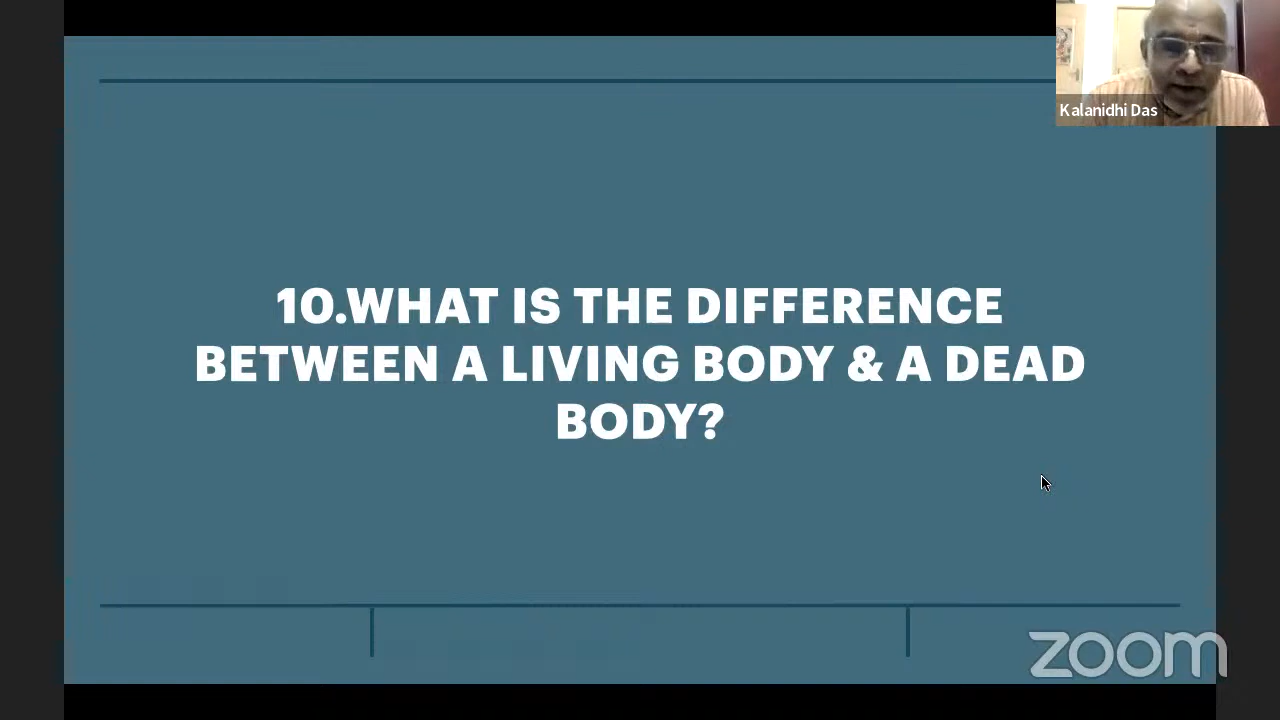 Kalanidhi Das
10.WHAT IS THE DIFFERENCE
BETWEEN A LIVING BODY & A DEAD
BODY?
zoom